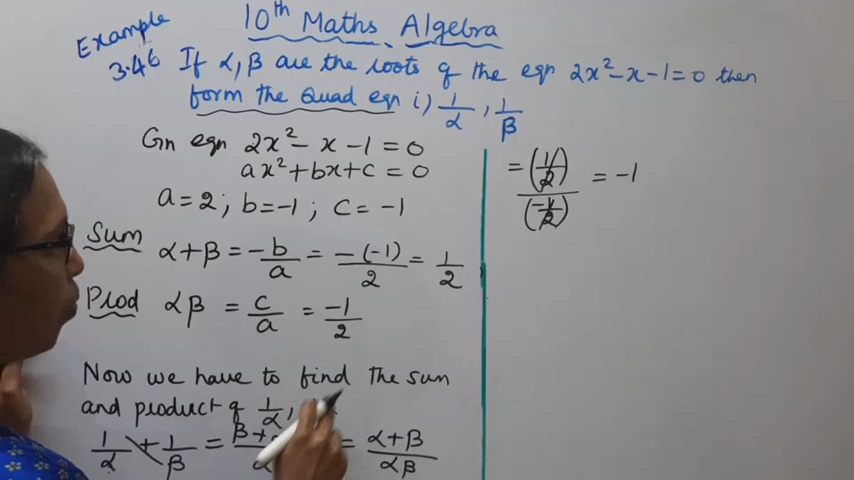 10th Maths Algebra
Example
3.46 If α, β are the roots of the eqn 2x² - x - 1 = 0 then
form the Quad eqn i) 1/α, 1/β
Gn eqn 2x² - x - 1 = 0
ax² + bx + c = 0
a = 2 ; b = -1 ; c = -1
Sum α + β = -b/a = -(-1)/2 = 1/2
Prod αβ = c/a = -1/2
Now we have to find the sum
and product of 1/α,
1/α + 1/β = β + = α + β/αβ
= (1/2)/(-1/2) = -1